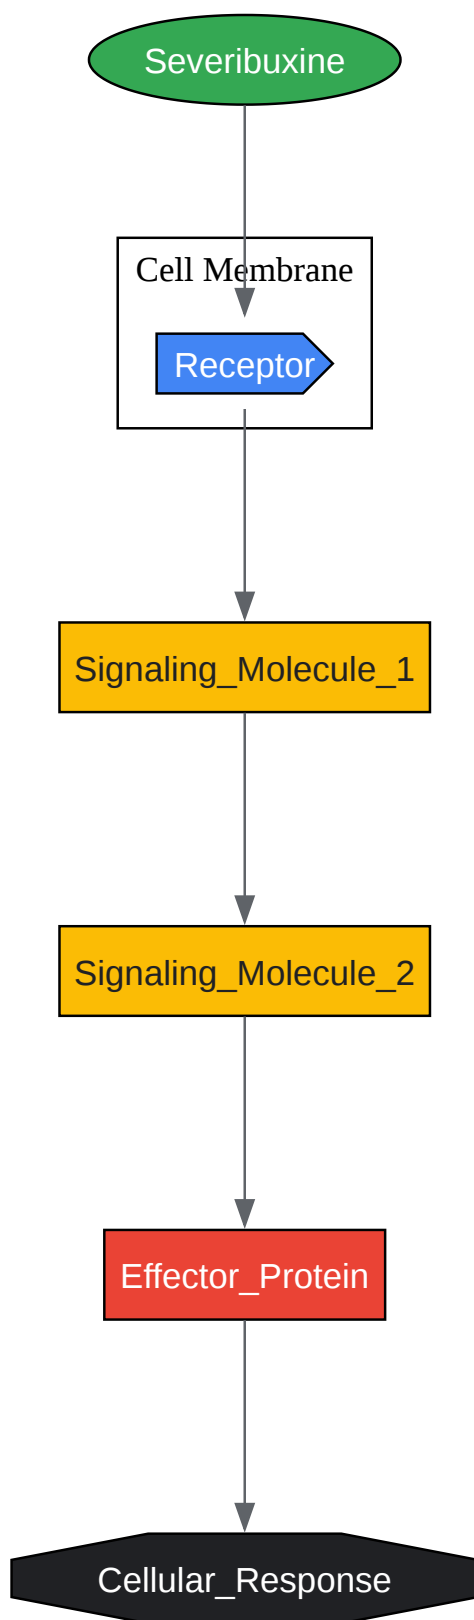 Severibuxine
Cell Membrane
Receptor
Signaling_Molecule_1
Signaling_Molecule_2
Effector_Protein
Cellular_Response